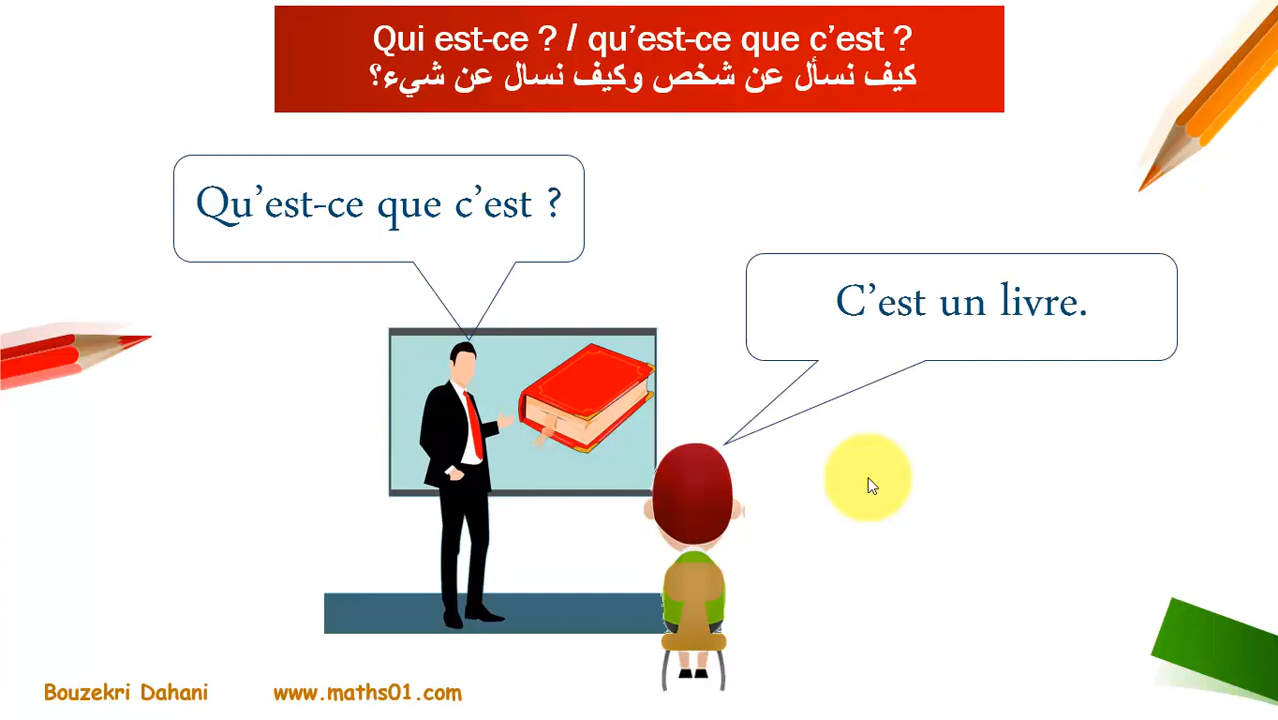 Qui est-ce ? / qu’est-ce que c’est ?
كيف نسأل عن شخص وكيف نسال عن شيء؟
Qu’est-ce que c’est ?
C’est un livre.
Bouzekri Dahani www.maths01.com